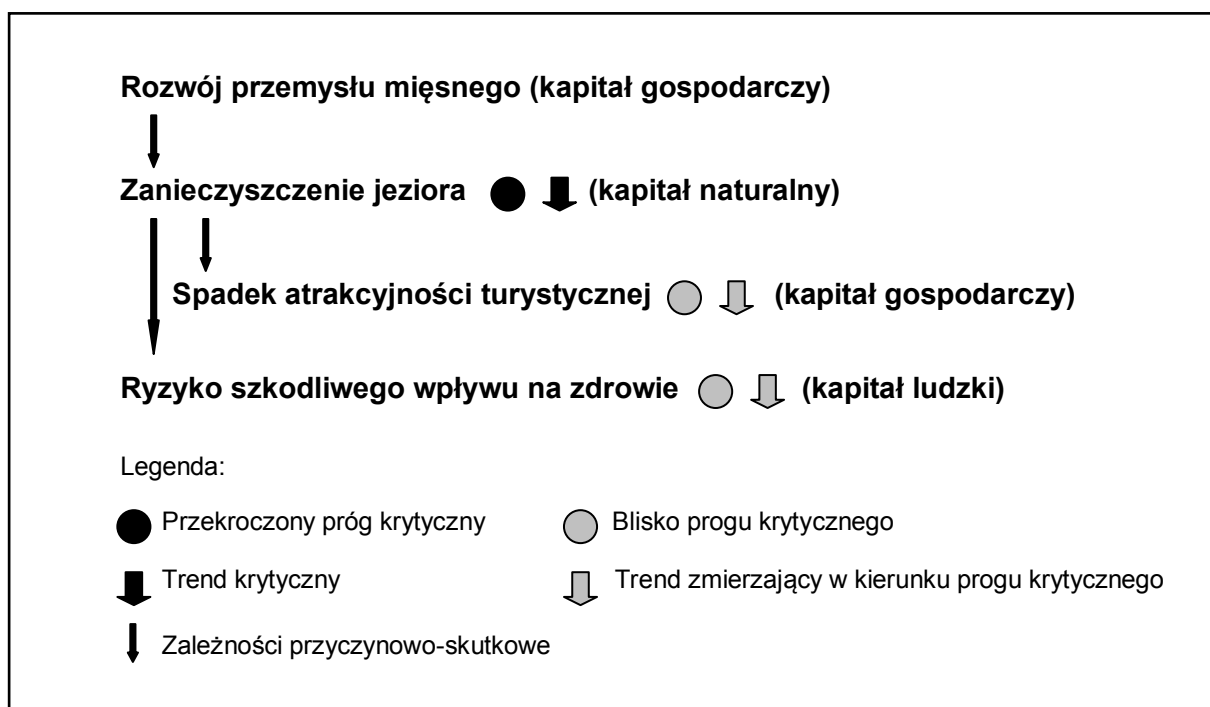 Rozwój przemysłu mięsnego (kapitał gospodarczy)
Zanieczyszczenie jeziora (kapitał naturalny)
Spadek atrakcyjności turystycznej (kapitał gospodarczy)
Ryzyko szkodliwego wpływu na zdrowie (kapitał ludzki)
Legenda:
Przekroczony próg krytyczny Blisko progu krytycznego
Trend krytyczny Trend zmierzający w kierunku progu krytycznego
Zależności przyczynowo-skutkowe